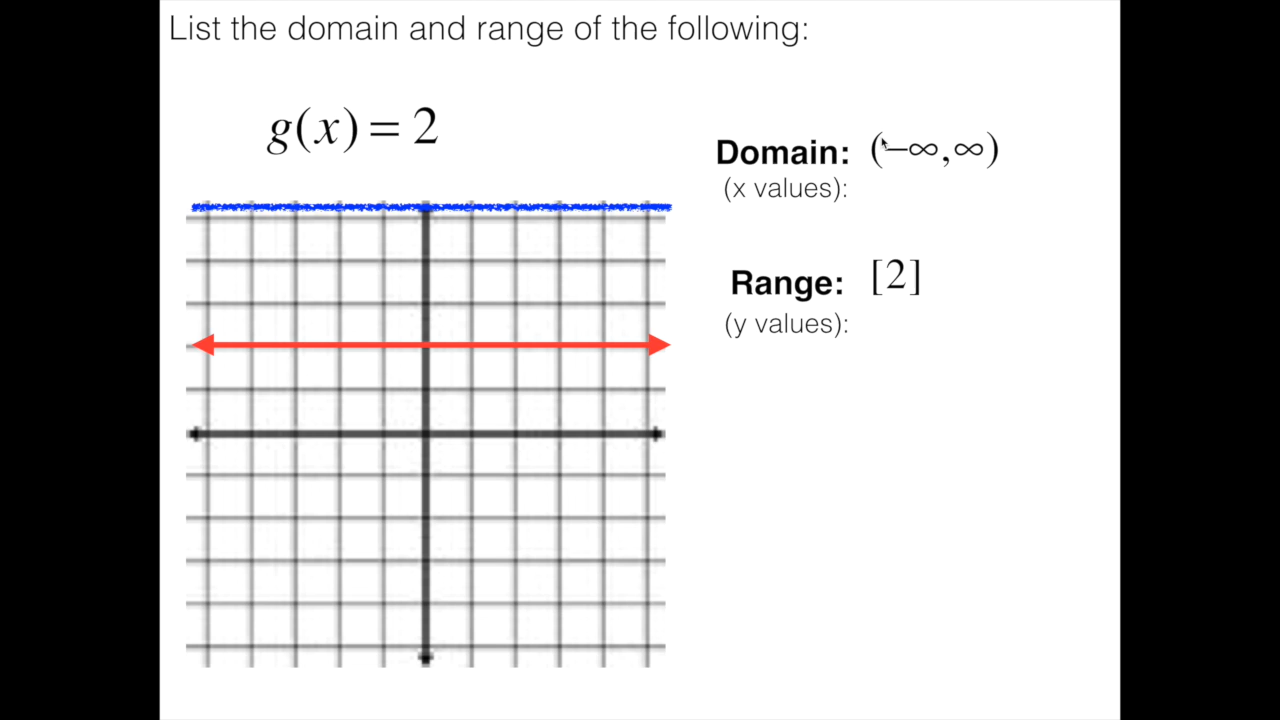 List the domain and range of the following:
g(x) = 2
Domain: (−∞, ∞)
(x values):
Range: [2]
(y values):